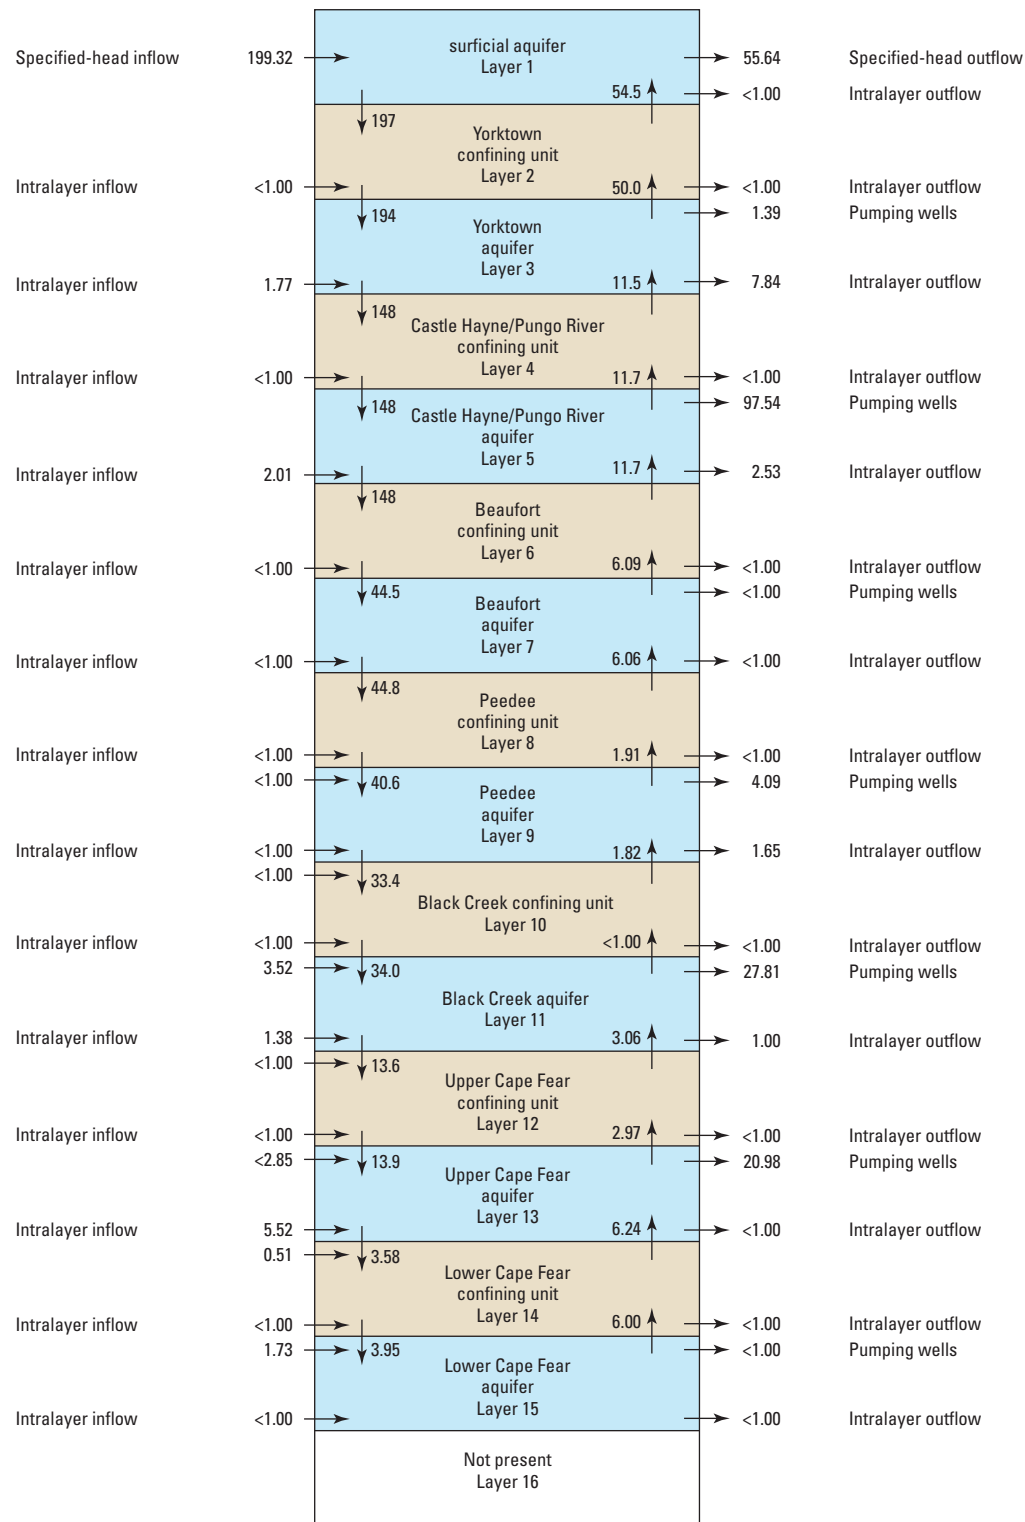 surficial aquifer
Layer 1
Specified-head inflow 199.32
55.64 Specified-head outflow
54.5
<1.00 Intralayer outflow
197
Yorktown
confining unit
Layer 2
Intralayer inflow <1.00
50.0
<1.00 Intralayer outflow
194
1.39 Pumping wells
Yorktown
aquifer
Layer 3
Intralayer inflow 1.77
11.5
7.84 Intralayer outflow
148
Castle Hayne/Pungo River
confining unit
Layer 4
Intralayer inflow <1.00
11.7
<1.00 Intralayer outflow
148
97.54 Pumping wells
Castle Hayne/Pungo River
aquifer
Layer 5
Intralayer inflow 2.01
11.7
2.53 Intralayer outflow
148
Beaufort
confining unit
Layer 6
Intralayer inflow <1.00
6.09
<1.00 Intralayer outflow
44.5
<1.00 Pumping wells
Beaufort
aquifer
Layer 7
Intralayer inflow <1.00
6.06
<1.00 Intralayer outflow
44.8
Peedee
confining unit
Layer 8
Intralayer inflow <1.00
1.91
<1.00 Intralayer outflow
<1.00
40.6
4.09 Pumping wells
Peedee
aquifer
Layer 9
Intralayer inflow <1.00
1.82
1.65 Intralayer outflow
<1.00
33.4
Black Creek confining unit
Layer 10
Intralayer inflow <1.00
<1.00
<1.00 Intralayer outflow
3.52
34.0
27.81 Pumping wells
Black Creek aquifer
Layer 11
Intralayer inflow 1.38
3.06
1.00 Intralayer outflow
<1.00
13.6
Upper Cape Fear
confining unit
Layer 12
Intralayer inflow <1.00
2.97
<1.00 Intralayer outflow
<2.85
13.9
20.98 Pumping wells
Upper Cape Fear
aquifer
Layer 13
Intralayer inflow 5.52
6.24
<1.00 Intralayer outflow
0.51
3.58
Lower Cape Fear
confining unit
Layer 14
Intralayer inflow <1.00
6.00
<1.00 Intralayer outflow
1.73
3.95
<1.00 Pumping wells
Lower Cape Fear
aquifer
Layer 15
Intralayer inflow <1.00
<1.00 Intralayer outflow
Not present
Layer 16